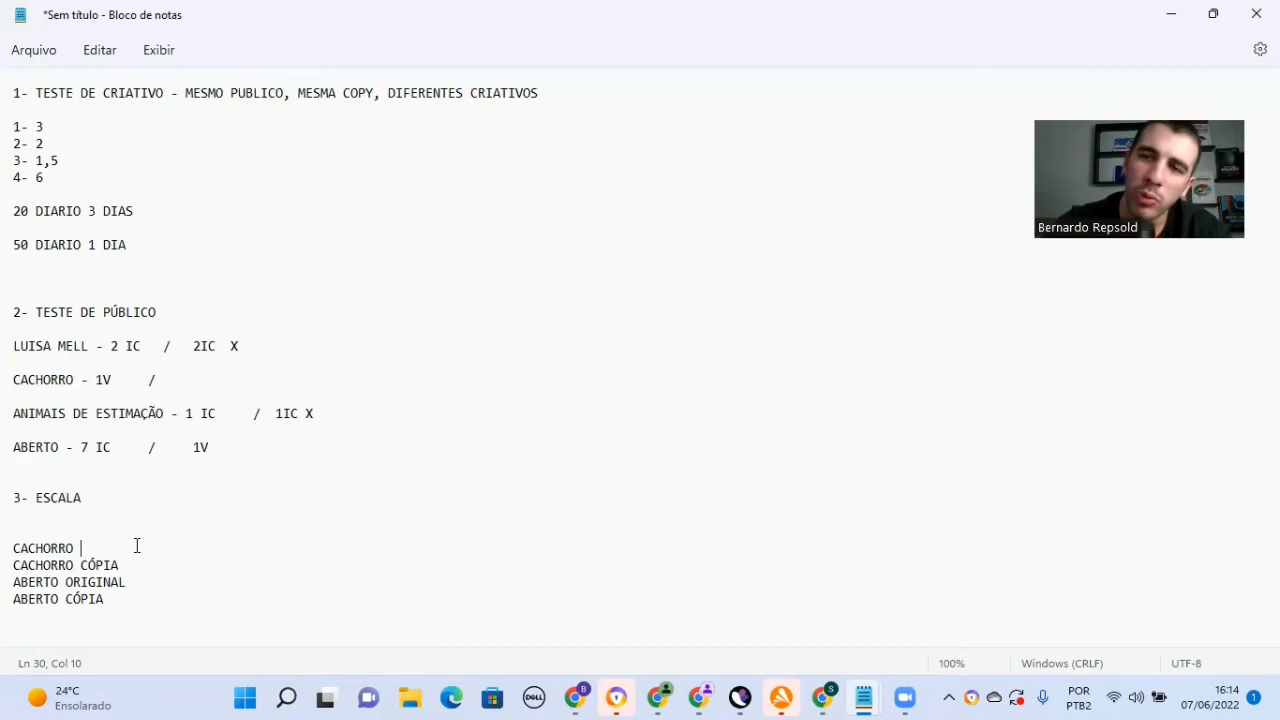 *Sem título - Bloco de notas
Arquivo Editar Exibir
1- TESTE DE CRIATIVO - MESMO PUBLICO, MESMA COPY, DIFERENTES CRIATIVOS
1- 3
2- 2
3- 1,5
4- 6
20 DIARIO 3 DIAS
50 DIARIO 1 DIA
Bernardo Repsold
2- TESTE DE PÚBLICO
LUISA MELL - 2 IC / 2IC X
CACHORRO - 1V /
ANIMAIS DE ESTIMAÇÃO - 1 IC / 1IC X
ABERTO - 7 IC / 1V
3- ESCALA
CACHORRO
CACHORRO CÓPIA
ABERTO ORIGINAL
ABERTO CÓPIA
Ln 30, Col 10 100% Windows (CRLF) UTF-8
24°C
Ensolarado
DELL
B
S
POR
PTB2
16:14
07/06/2022
1